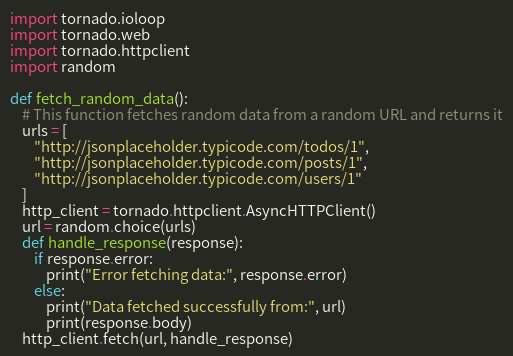 import tornado.ioloop
import tornado.web
import tornado.httpclient
import random

def fetch_random_data():
    # This function fetches random data from a random URL and returns it
    urls = [
        "http://jsonplaceholder.typicode.com/todos/1",
        "http://jsonplaceholder.typicode.com/posts/1",
        "http://jsonplaceholder.typicode.com/users/1"
    ]
    http_client = tornado.httpclient.AsyncHTTPClient()
    url = random.choice(urls)
    def handle_response(response):
        if response.error:
            print("Error fetching data:", response.error)
        else:
            print("Data fetched successfully from:", url)
            print(response.body)
    http_client.fetch(url, handle_response)